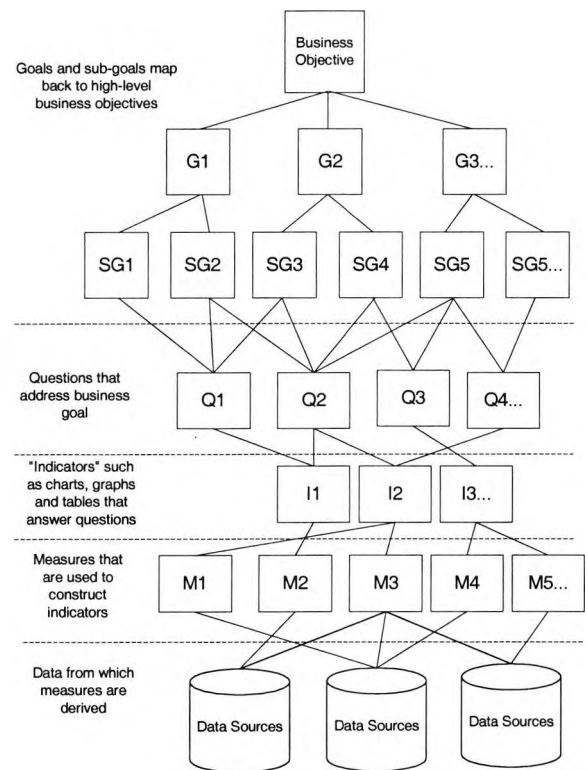 Business
Objective
Goals and sub-goals map
back to high-level
business objectives
G1
G2
G3...
SG1
SG2
SG3
SG4
SG5
SG5...
Questions that
address business
goal
Q1
Q2
Q3
Q4...
"Indicators" such
as charts, graphs
and tables that
answer questions
I1
I2
I3...
Measures that
are used to
construct
indicators
M1
M2
M3
M4
M5...
Data from which
measures are
derived
Data Sources
Data Sources
Data Sources